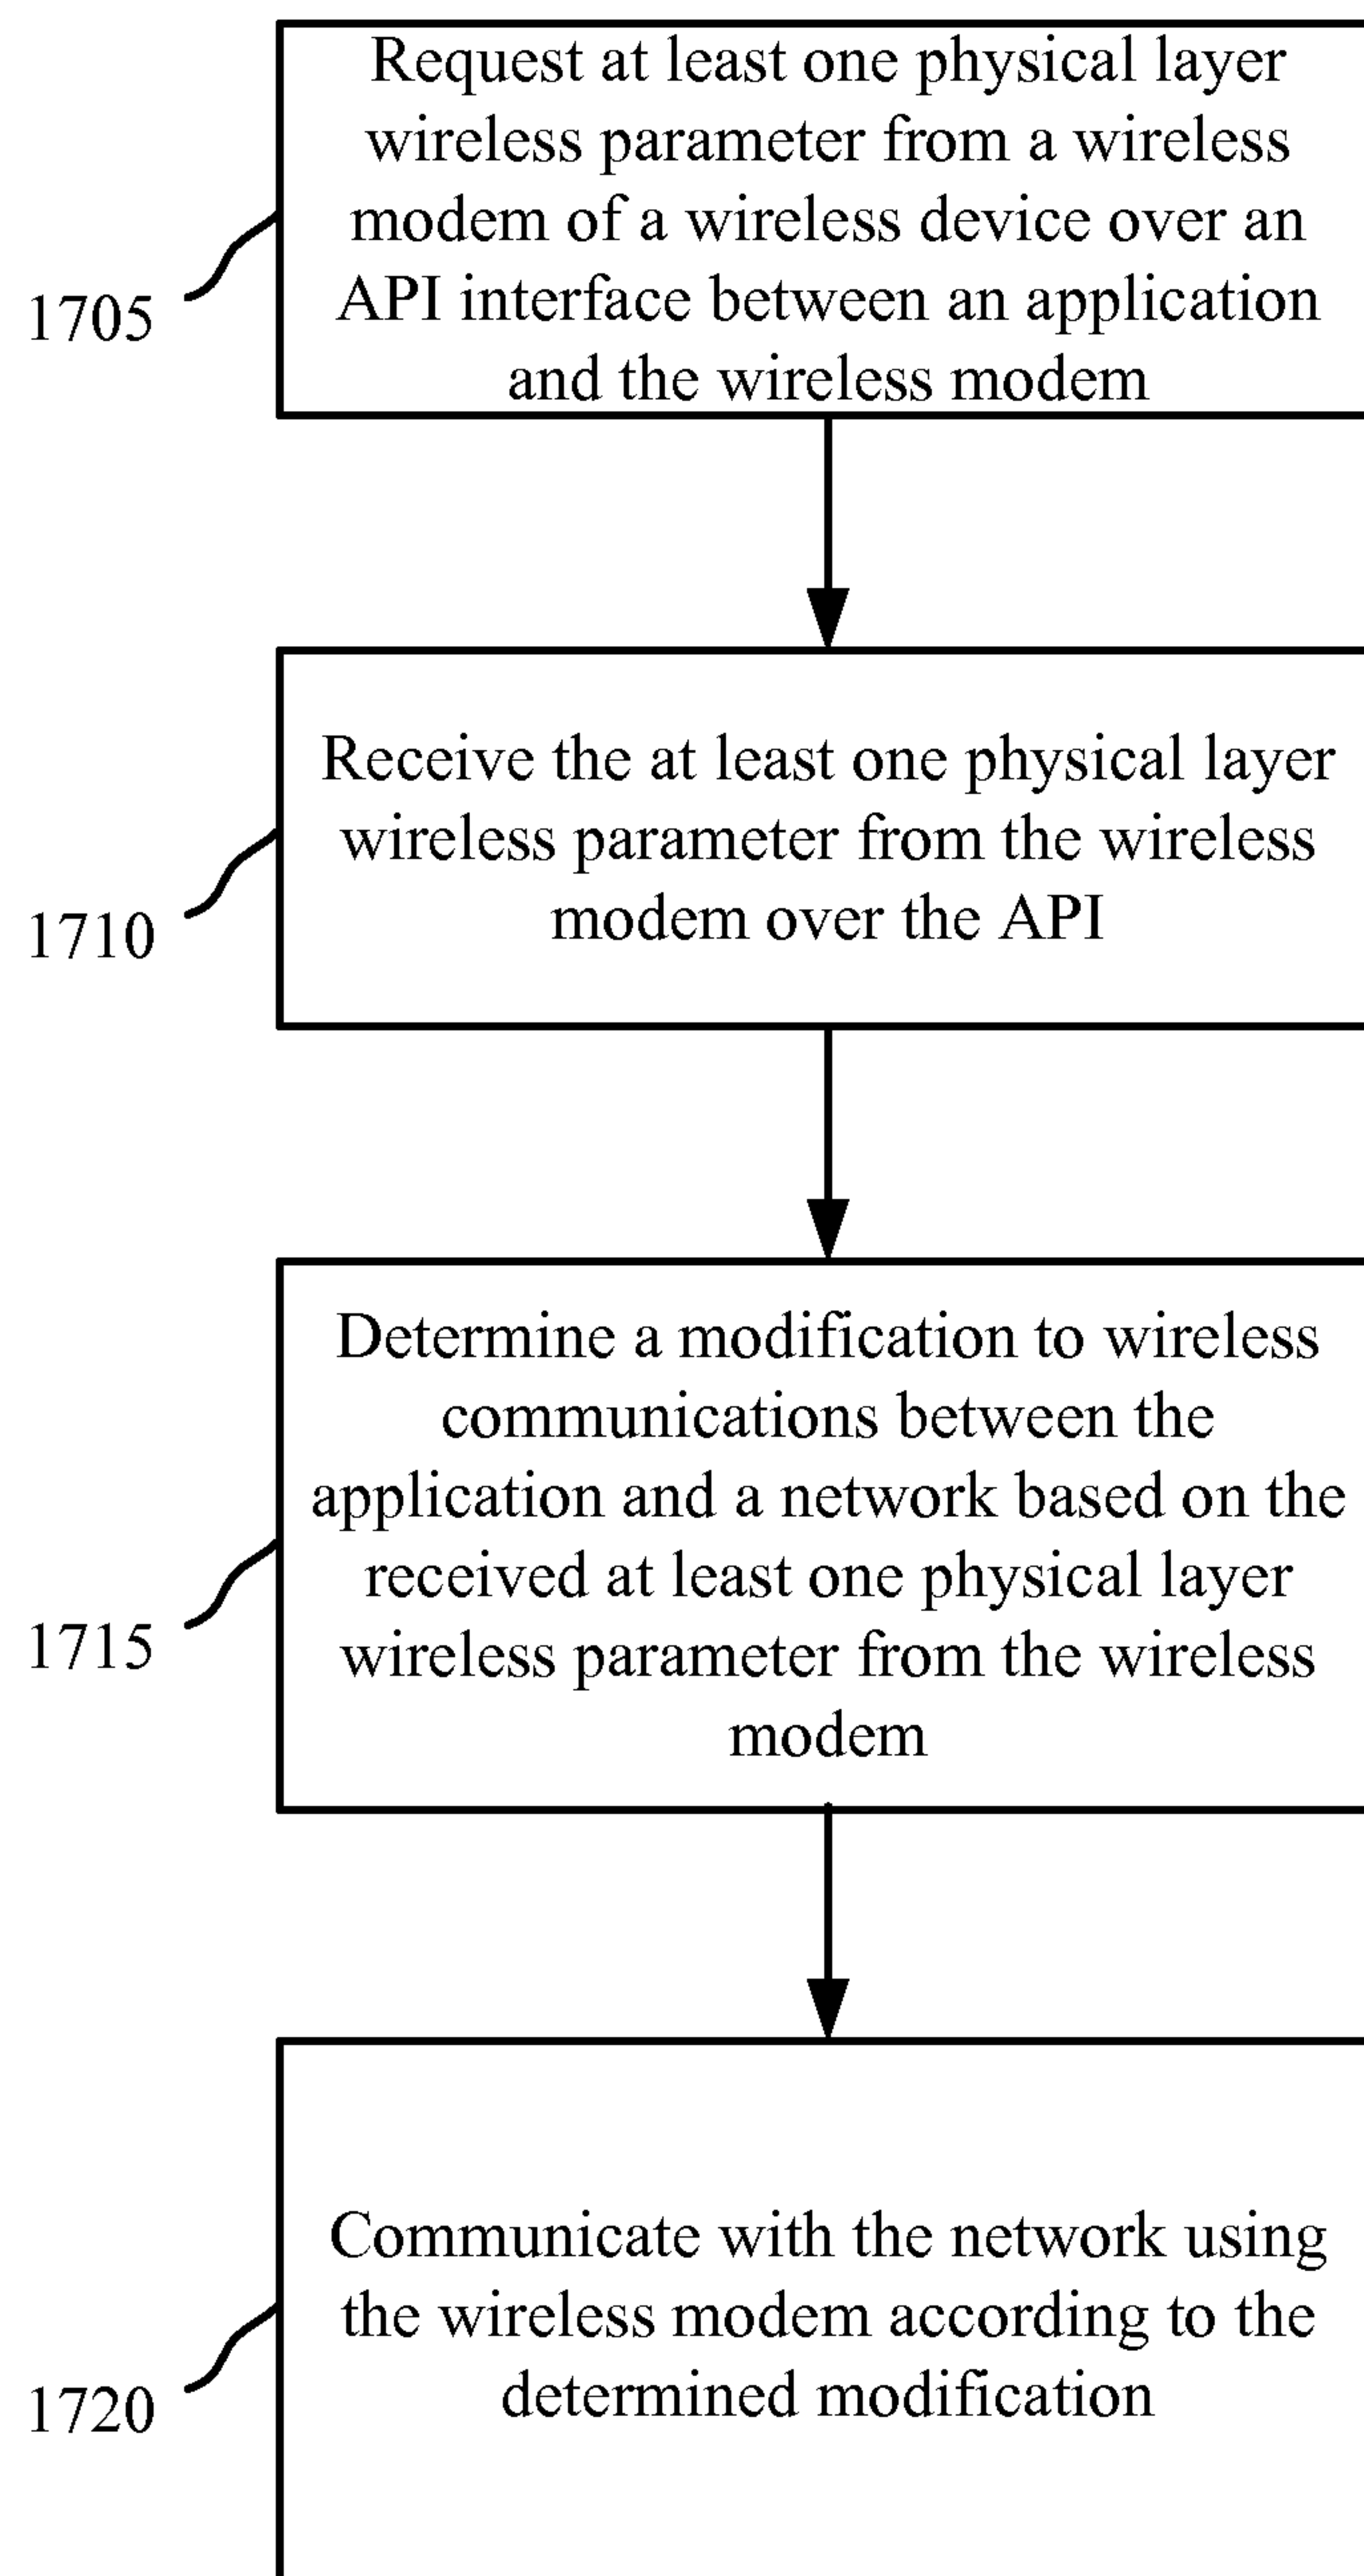 Request at least one physical layer
wireless parameter from a wireless
modem of a wireless device over an
API interface between an application
and the wireless modem
1705
Receive the at least one physical layer
wireless parameter from the wireless
modem over the API
1710
Determine a modification to wireless
communications between the
application and a network based on the
received at least one physical layer
wireless parameter from the wireless
modem
1715
Communicate with the network using
the wireless modem according to the
determined modification
1720